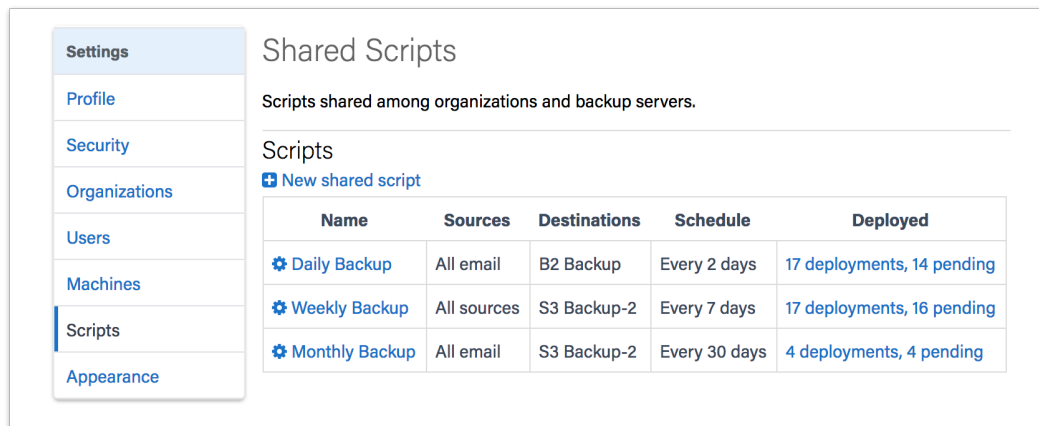 Settings
Profile
Security
Organizations
Users
Machines
Scripts
Appearance
Shared Scripts
Scripts shared among organizations and backup servers.
Scripts
New shared script
Name Sources Destinations Schedule Deployed
Daily Backup All email B2 Backup Every 2 days 17 deployments, 14 pending
Weekly Backup All sources S3 Backup-2 Every 7 days 17 deployments, 16 pending
Monthly Backup All email S3 Backup-2 Every 30 days 4 deployments, 4 pending